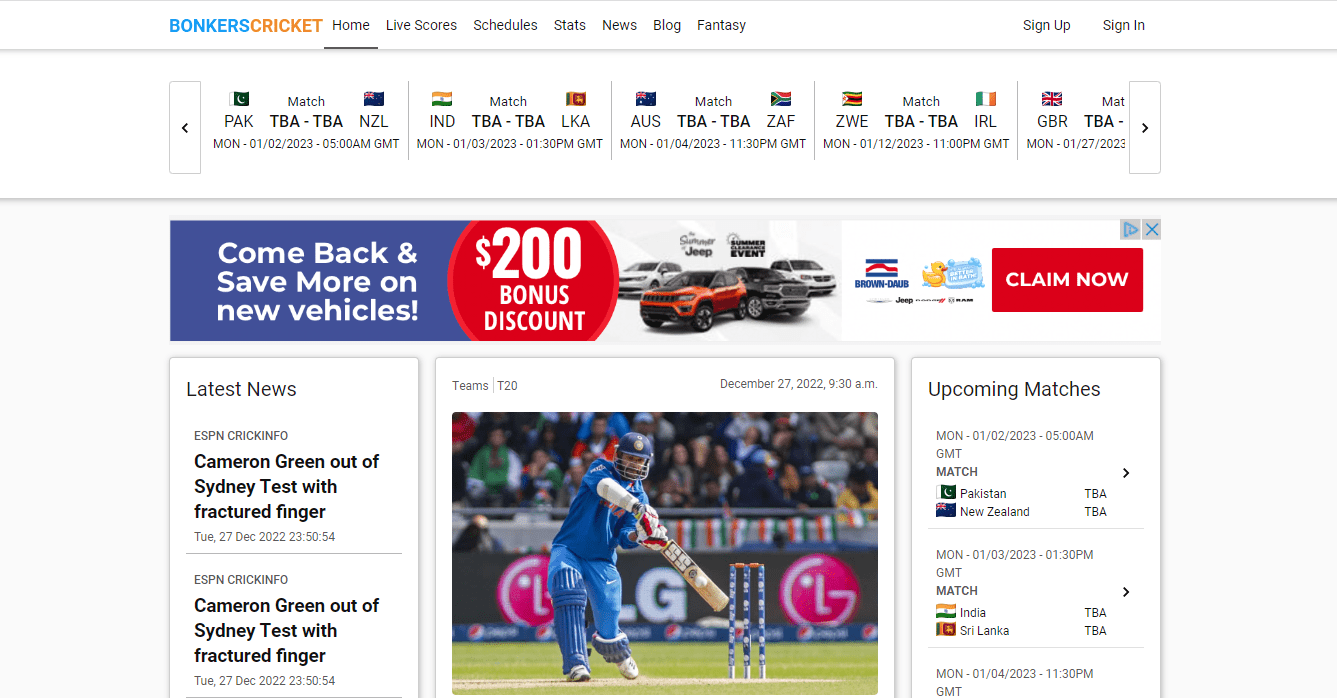 BONKERSCRICKET Home Live Scores Schedules Stats News Blog Fantasy Sign Up Sign In
Match
PAK TBA - TBA NZL
MON - 01/02/2023 - 05:00AM GMT
Match
IND TBA - TBA LKA
MON - 01/03/2023 - 01:30PM GMT
Match
AUS TBA - TBA ZAF
MON - 01/04/2023 - 11:30PM GMT
Match
ZWE TBA - TBA IRL
MON - 01/12/2023 - 11:00PM GMT
Mat
GBR TBA -
MON - 01/27/2023
Come Back &
Save More on
new vehicles!
$200
BONUS
DISCOUNT
the Summer
of Jeep
SUMMER
CLEARANCE
EVENT
BROWN-DAUB
Jeep DODGE RAM
CLAIM NOW
Latest News
ESPN CRICKINFO
Cameron Green out of
Sydney Test with
fractured finger
Tue, 27 Dec 2022 23:50:54
ESPN CRICKINFO
Cameron Green out of
Sydney Test with
fractured finger
Tue, 27 Dec 2022 23:50:54
Teams T20
December 27, 2022, 9:30 a.m.
LG
Upcoming Matches
MON - 01/02/2023 - 05:00AM
GMT
MATCH
Pakistan TBA
New Zealand TBA
MON - 01/03/2023 - 01:30PM
GMT
MATCH
India TBA
Sri Lanka TBA
MON - 01/04/2023 - 11:30PM
GMT